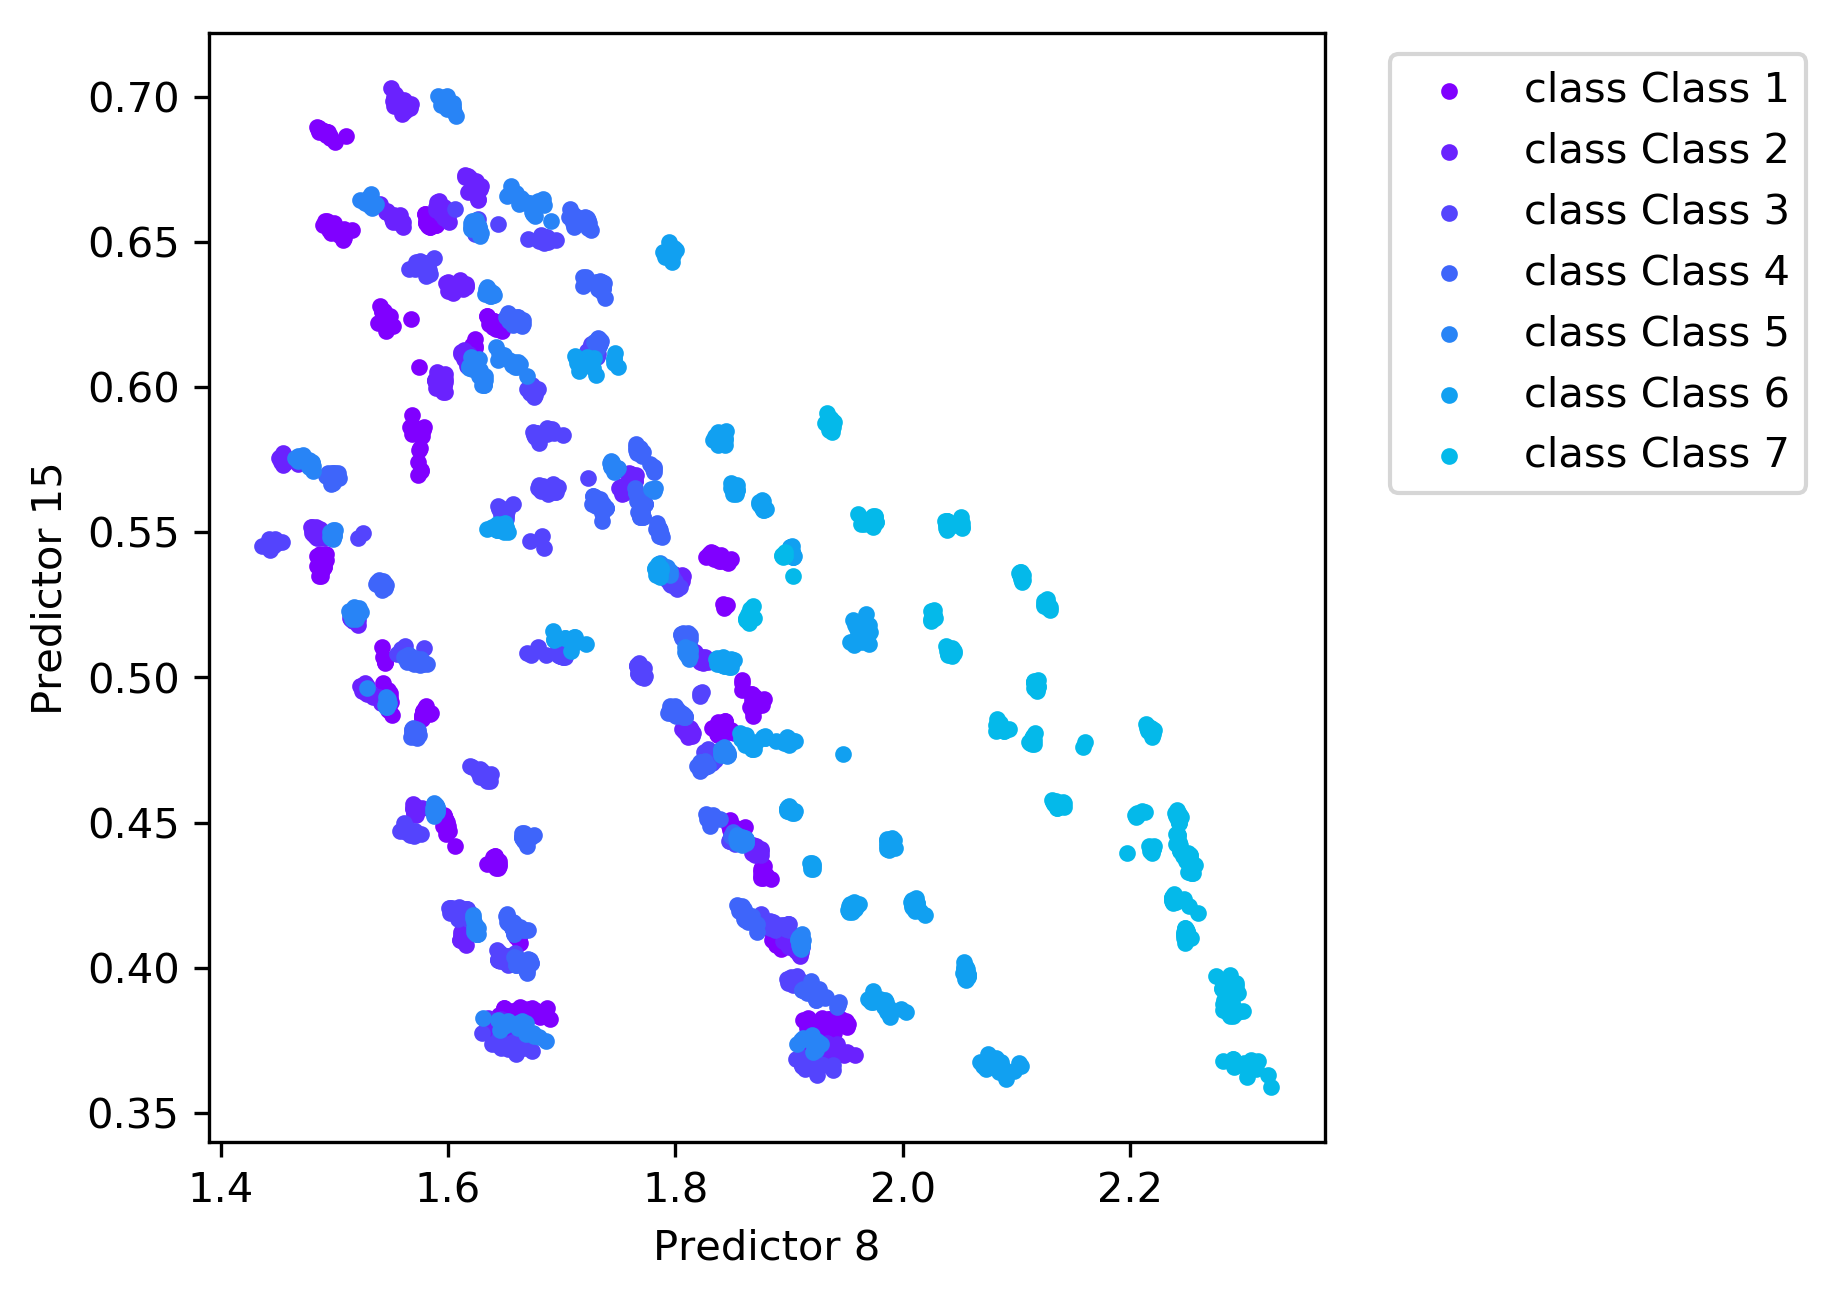 0.70
0.65
0.60
0.55
0.50
0.45
0.40
0.35
Predictor 15
1.4 1.6 1.8 2.0 2.2
Predictor 8
class Class 1
class Class 2
class Class 3
class Class 4
class Class 5
class Class 6
class Class 7